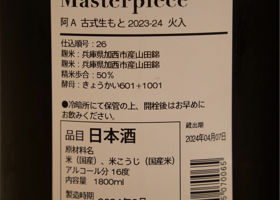 Masterpiece
阿A 古式生もと 2023-24 火入
仕込順号：26
麹米：兵庫県加西市産山田錦
掛米：兵庫県加西市産山田錦
精米歩合：50%
酵母：きょうかい601+1001
◎冷暗所にて保管の上、開栓後はお早めに
お飲みください。
品目 日本酒
原材料名
米（国産）、米こうじ（国産米）
アルコール分 16度
内容量 1800ml
製造時期
蔵出期
2024年04月07日